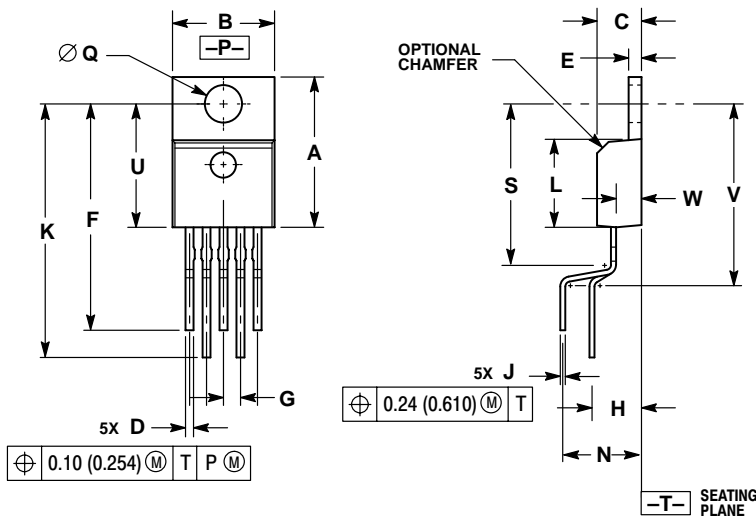 B
–P–
Ø Q
A
U
F
K
G
5X D
⌖ 0.10 (0.254) Ⓜ T P Ⓜ
OPTIONAL
CHAMFER
C
E
S
L
W
V
5X J
⌖ 0.24 (0.610) Ⓜ T
H
N
–T–
SEATING
PLANE